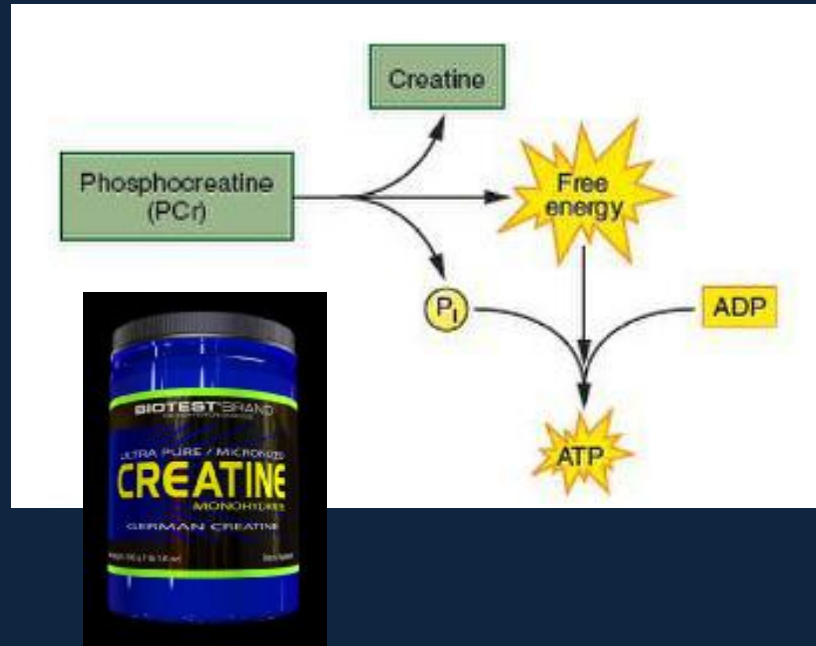 Creatine
Phosphocreatine
(PCr)
Free
energy
Pi
ADP
ATP
BIOTEST BRAND
ULTRA PURE / MICRONIZED
CREATINE
MONOHYDRATE
GERMAN CREATINE